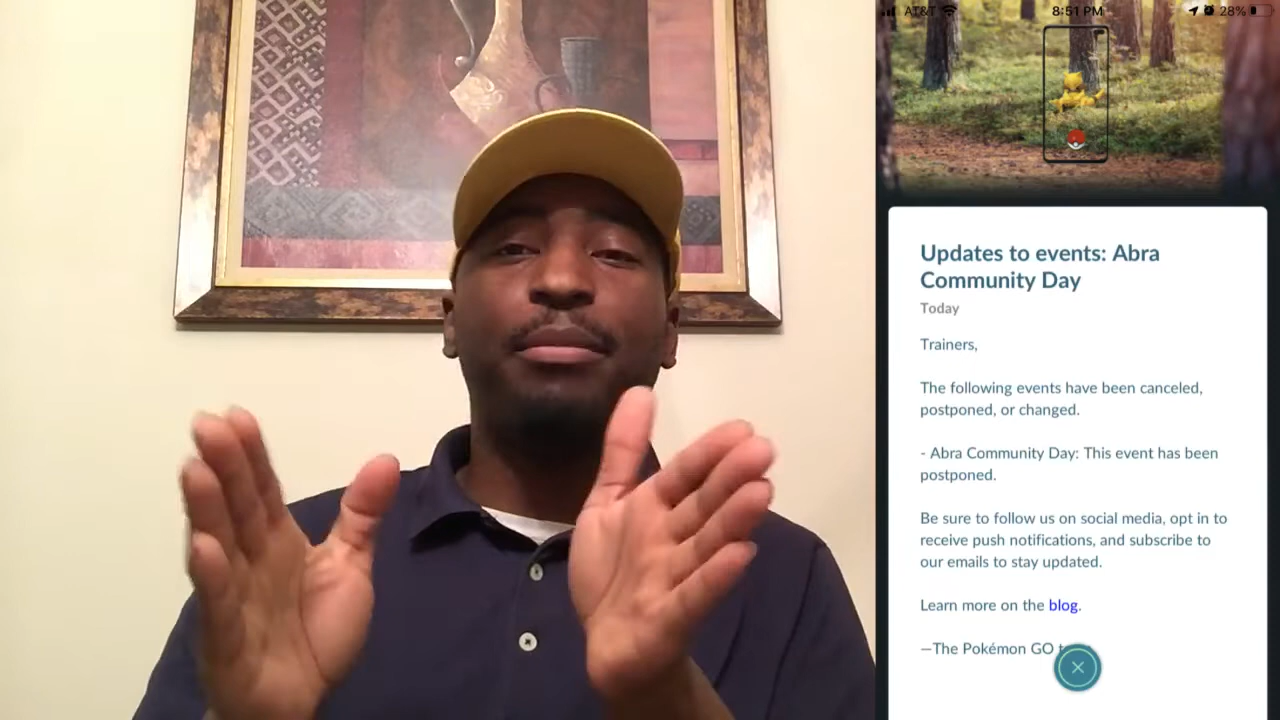 AT&T 8:51 PM 28%
Updates to events: Abra
Community Day
Today
Trainers,
The following events have been canceled,
postponed, or changed.
- Abra Community Day: This event has been
postponed.
Be sure to follow us on social media, opt in to
receive push notifications, and subscribe to
our emails to stay updated.
Learn more on the blog.
—The Pokémon GO